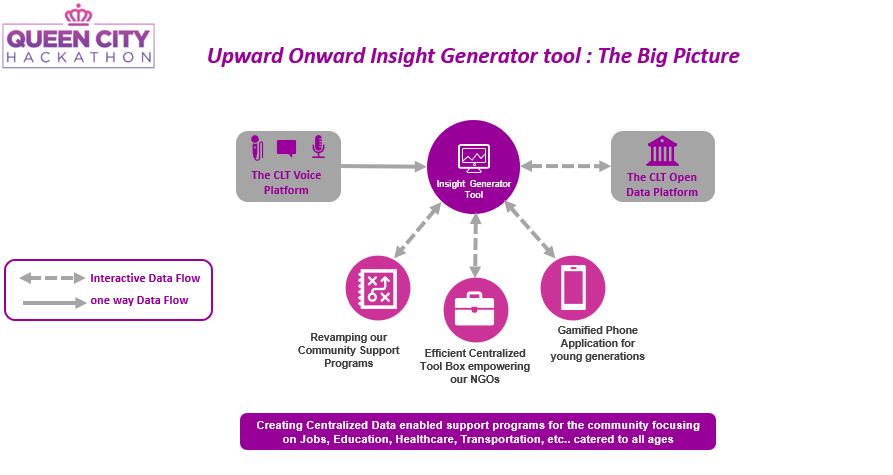 QUEEN CITY
HACKATHON
Upward Onward Insight Generator tool : The Big Picture
The CLT Voice
Platform
Insight Generator
Tool
The CLT Open
Data Platform
Interactive Data Flow
one way Data Flow
Revamping our
Community Support
Programs
Efficient Centralized
Tool Box empowering
our NGOs
Gamified Phone
Application for
young generations
Creating Centralized Data enabled support programs for the community focusing
on Jobs, Education, Healthcare, Transportation, etc.. catered to all ages